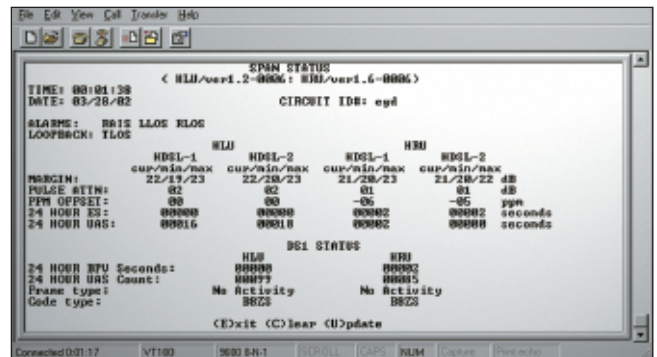 File Edit View Call Transfer Help
SPAN STATUS
( HLU/ver1.2-0006: HRU/ver1.6-0006)
TIME: 00:01:38
DATE: 03/28/02 CIRCUIT ID#: eyd
ALARMS: RAIS LLOS RLOS
LOOPBACK: TLOS
HLU HRU
HDSL-1 HDSL-2 HDSL-1 HDSL-2
cur/min/max cur/min/max cur/min/max cur/min/max
MARGIN: 22/19/23 22/20/23 21/20/23 21/20/22 dB
PULSE ATTN: 02 02 01 01 dB
PPM OFFSET: 00 00 -06 -05 ppm
24 HOUR ES: 00000 00000 00002 00002 seconds
24 HOUR UAS: 00016 00018 00002 00000 seconds
DS1 STATUS
HLU HRU
24 HOUR BPV Seconds: 00000 00002
24 HOUR UAS Count: 00099 00085
Frame type: No Activity No Activity
Code type: B8ZS B8ZS
(E)xit (C)lear (U)pdate
Connected 0:01:17 VT100 9600 8-N-1 SCROLL CAPS NUM Capture Print echo